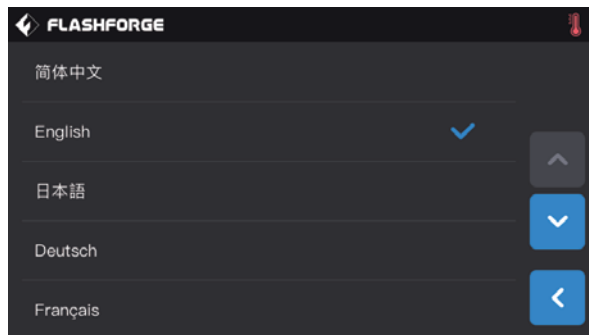 FLASHFORGE
简体中文
English
日本語
Deutsch
Français